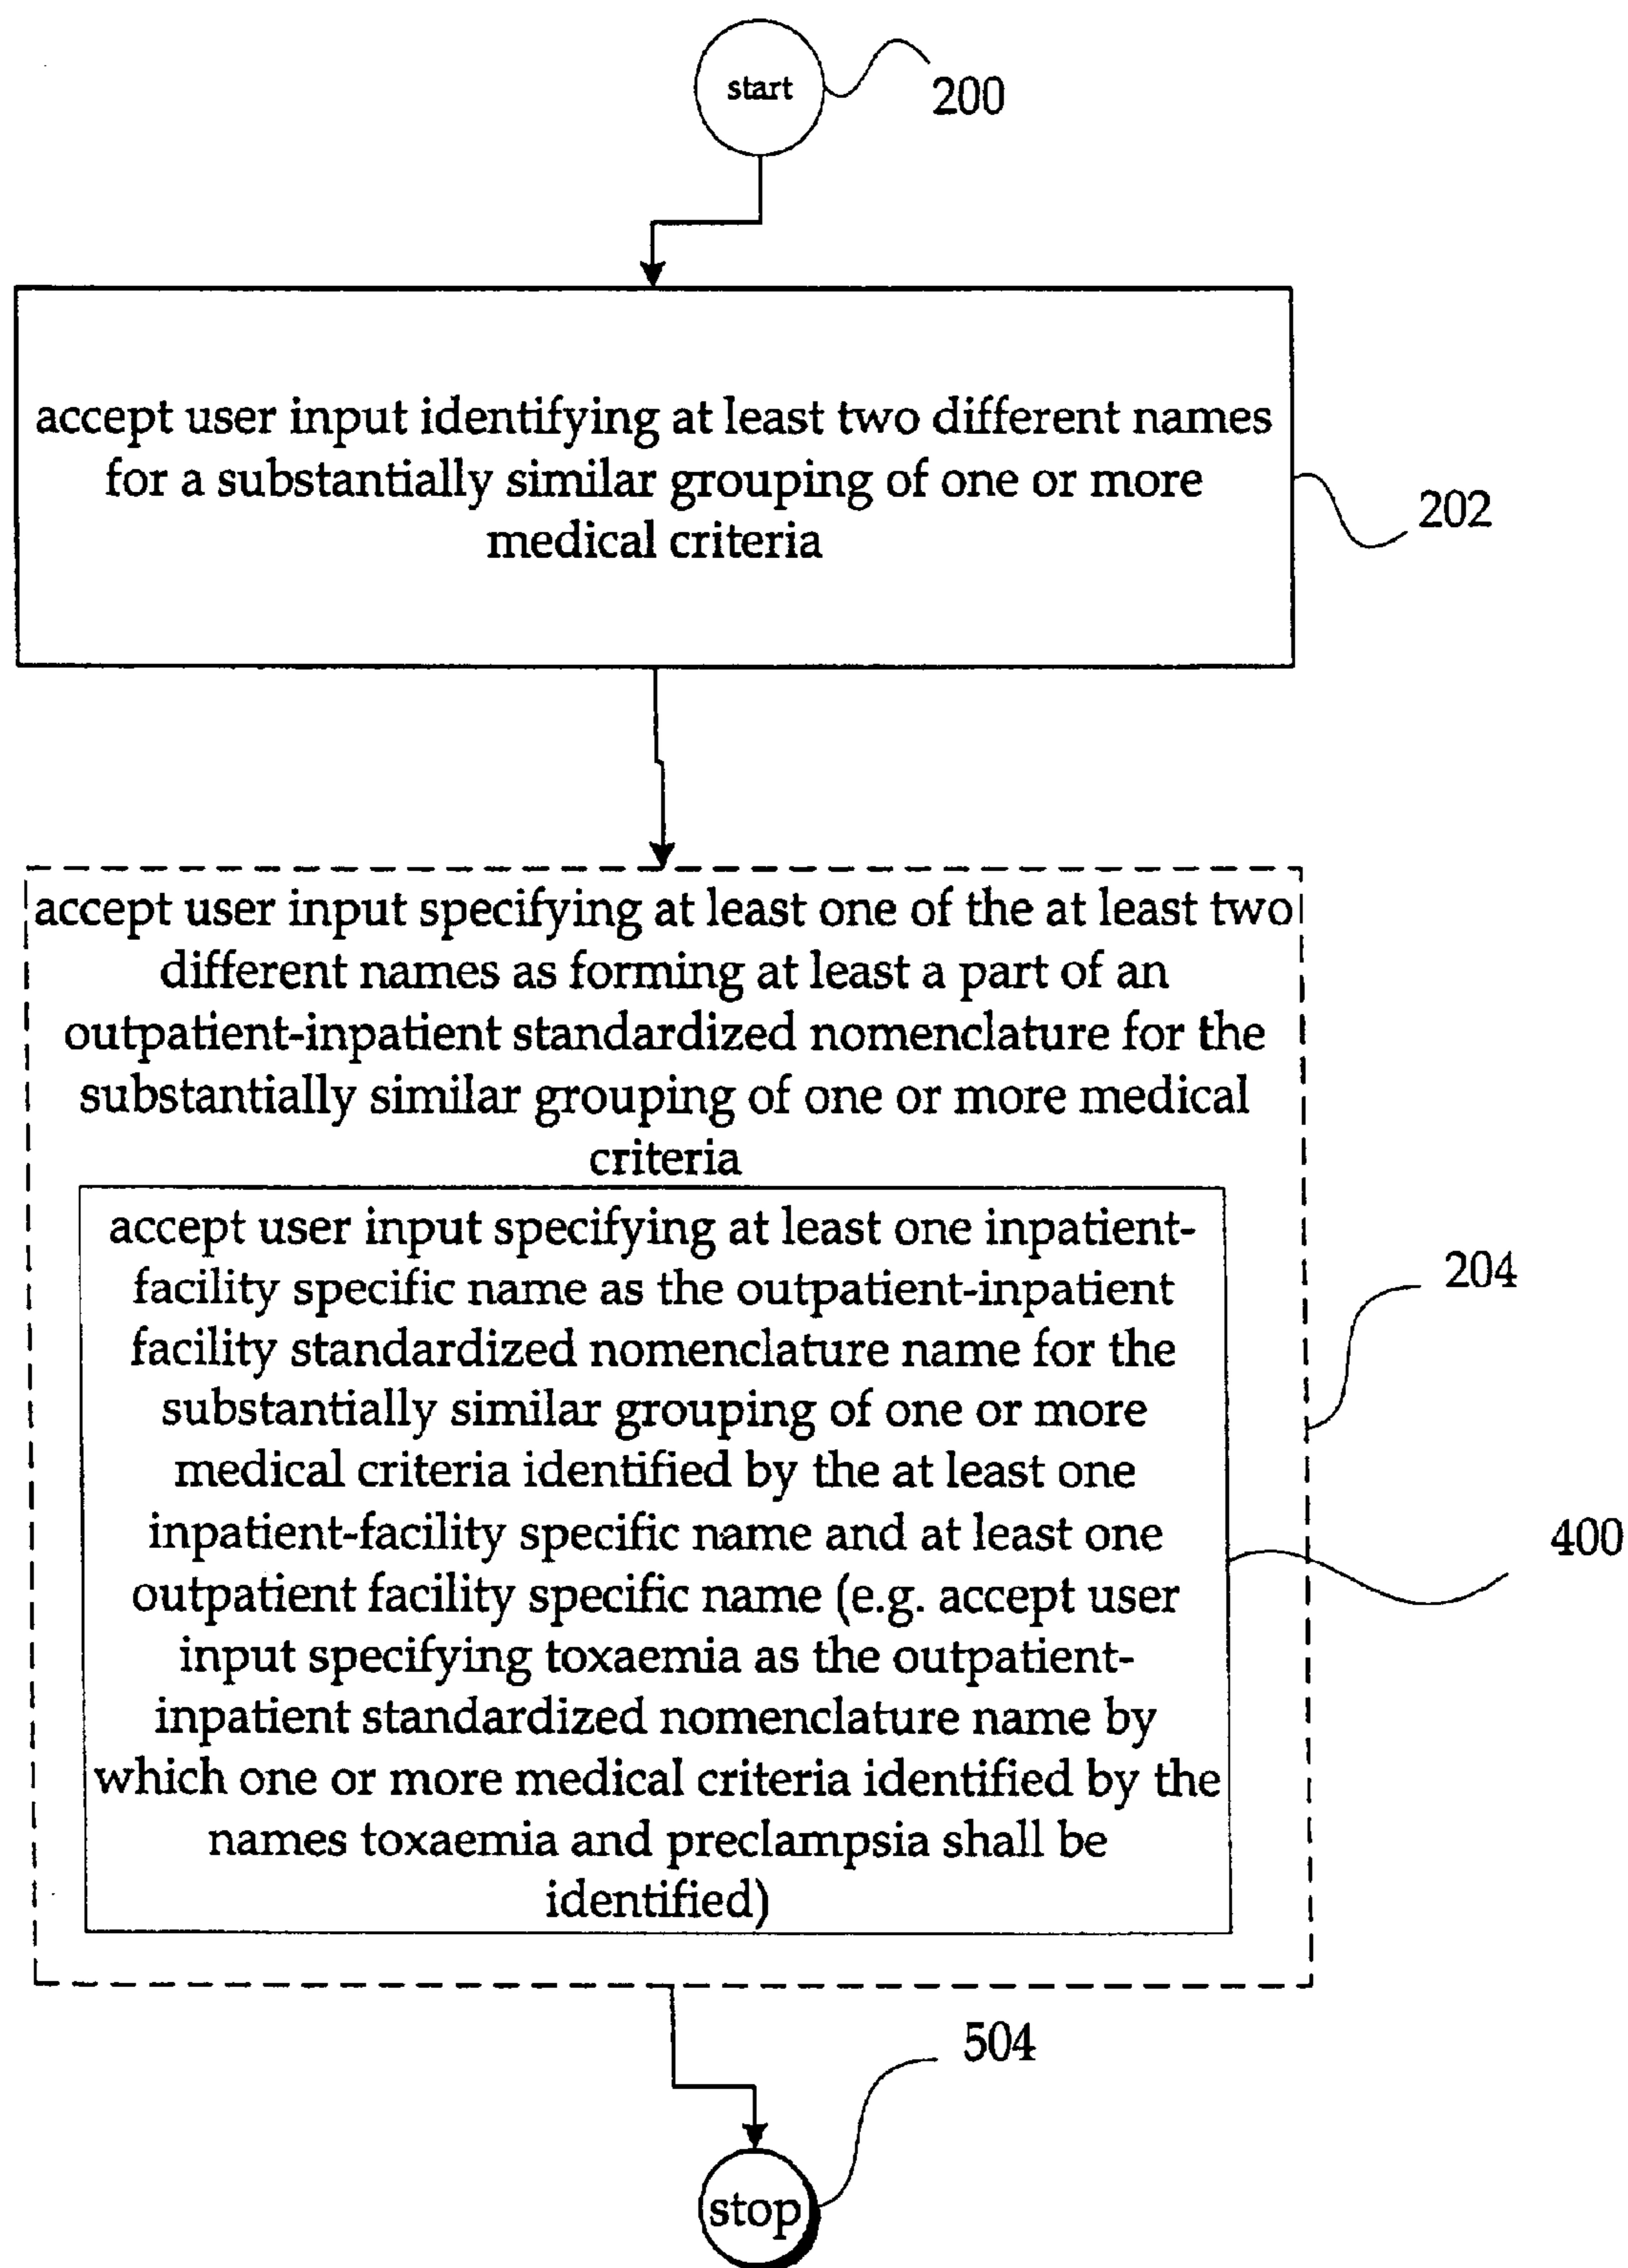 start
200
accept user input identifying at least two different names
for a substantially similar grouping of one or more
medical criteria
202
accept user input specifying at least one of the at least two
different names as forming at least a part of an
outpatient-inpatient standardized nomenclature for the
substantially similar grouping of one or more medical
criteria
accept user input specifying at least one inpatient-
facility specific name as the outpatient-inpatient
facility standardized nomenclature name for the
substantially similar grouping of one or more
medical criteria identified by the at least one
inpatient-facility specific name and at least one
outpatient facility specific name (e.g. accept user
input specifying toxaemia as the outpatient-
inpatient standardized nomenclature name by
which one or more medical criteria identified by the
names toxaemia and preclampsia shall be
identified)
204
400
504
stop